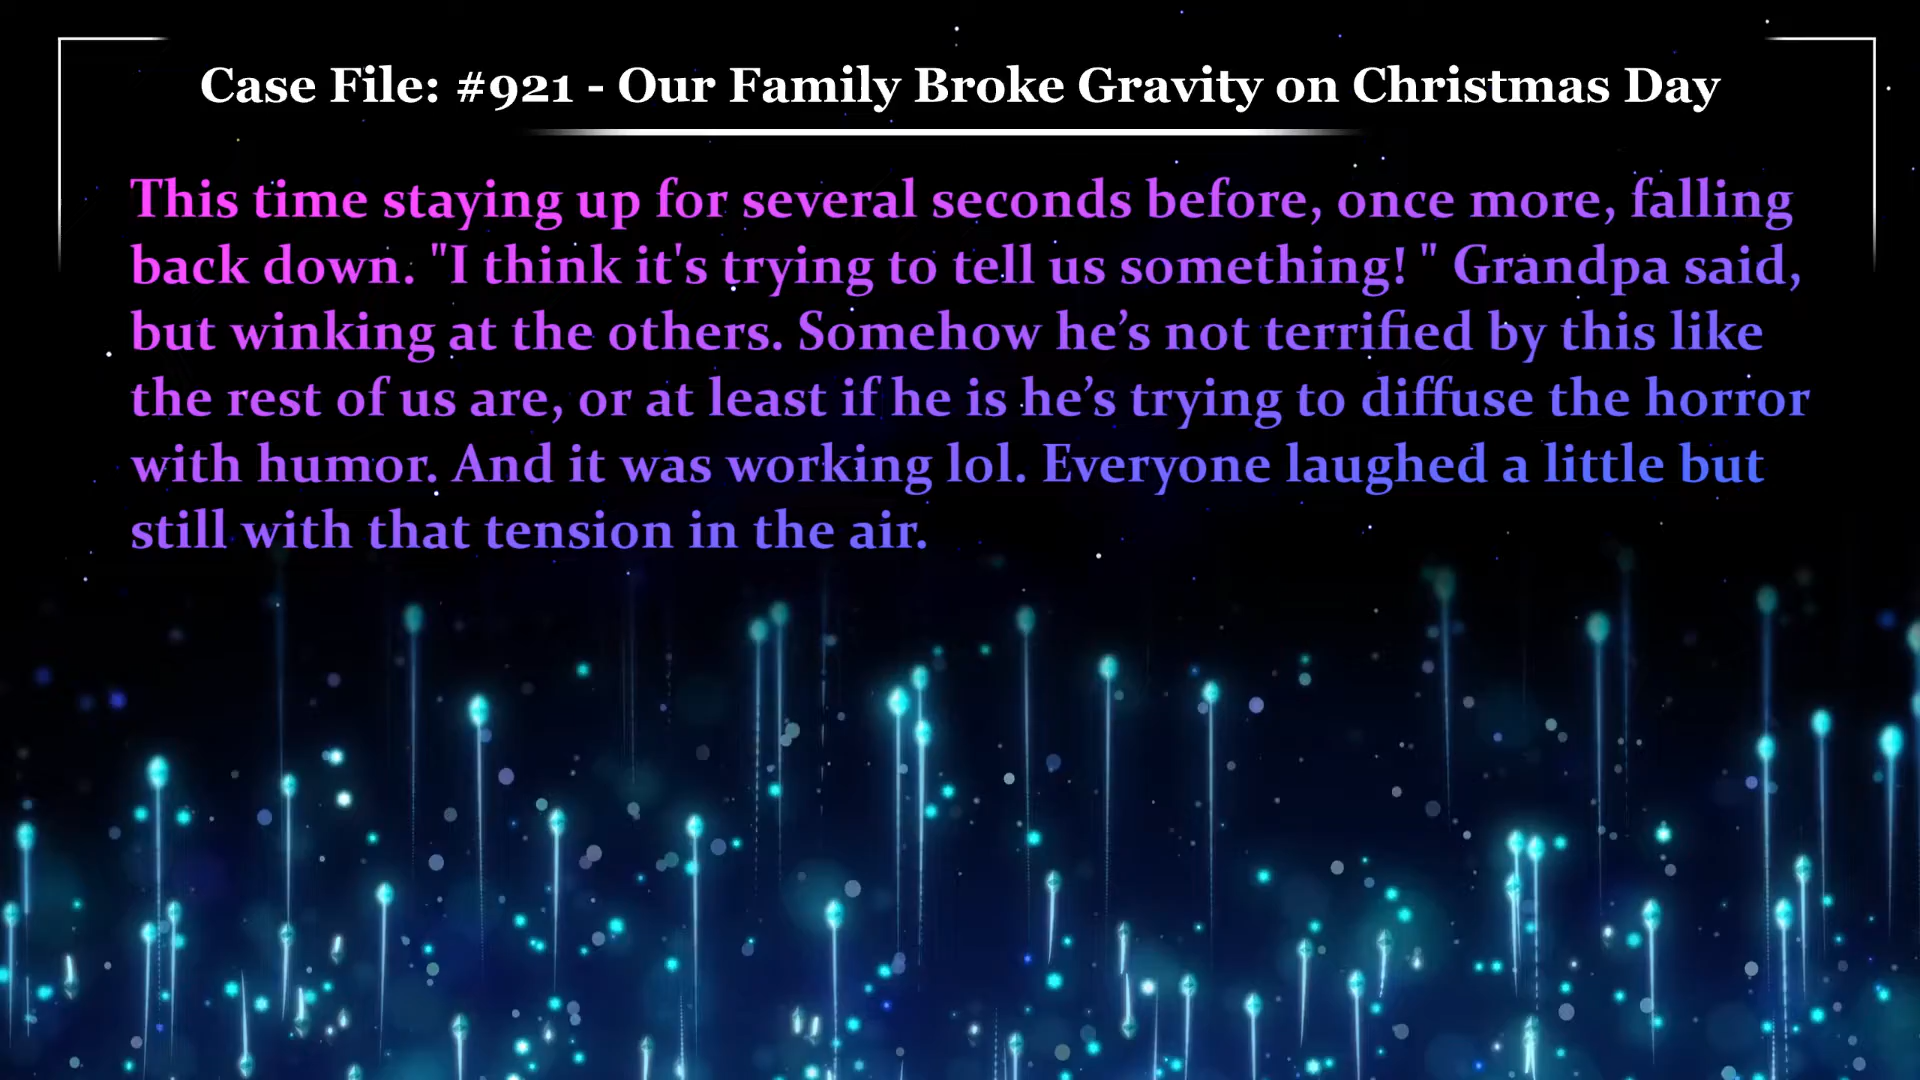 Case File: #921 - Our Family Broke Gravity on Christmas Day
This time staying up for several seconds before, once more, falling
back down. "I think it's trying to tell us something! " Grandpa said,
but winking at the others. Somehow he’s not terrified by this like
the rest of us are, or at least if he is he’s trying to diffuse the horror
with humor. And it was working lol. Everyone laughed a little but
still with that tension in the air.